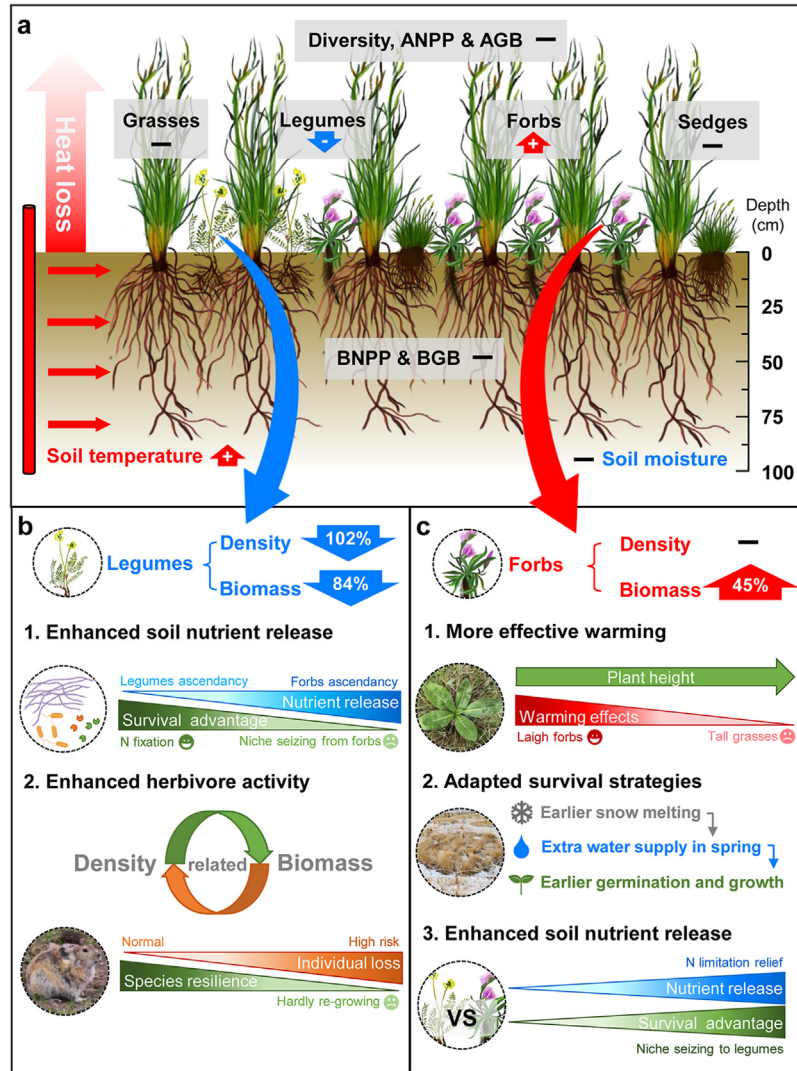 a
Diversity, ANPP & AGB —
Heat loss
Grasses
—
Legumes
-
Forbs
+
Sedges
—
Depth
(cm)
0
25
50
75
100
BNPP & BGB —
Soil temperature +
— Soil moisture
b
Legumes
Density 102%
Biomass 84%
1. Enhanced soil nutrient release
Legumes ascendancy Forbs ascendancy
Nutrient release
Survival advantage
N fixation Niche seizing from forbs
2. Enhanced herbivore activity
Density related Biomass
Normal High risk
Individual loss
Species resilience
Hardly re-growing
c
Forbs
Density —
Biomass 45%
1. More effective warming
Plant height
Warming effects
Laigh forbs Tall grasses
2. Adapted survival strategies
Earlier snow melting
Extra water supply in spring
Earlier germination and growth
3. Enhanced soil nutrient release
N limitation relief
Nutrient release
VS
Survival advantage
Niche seizing to legumes